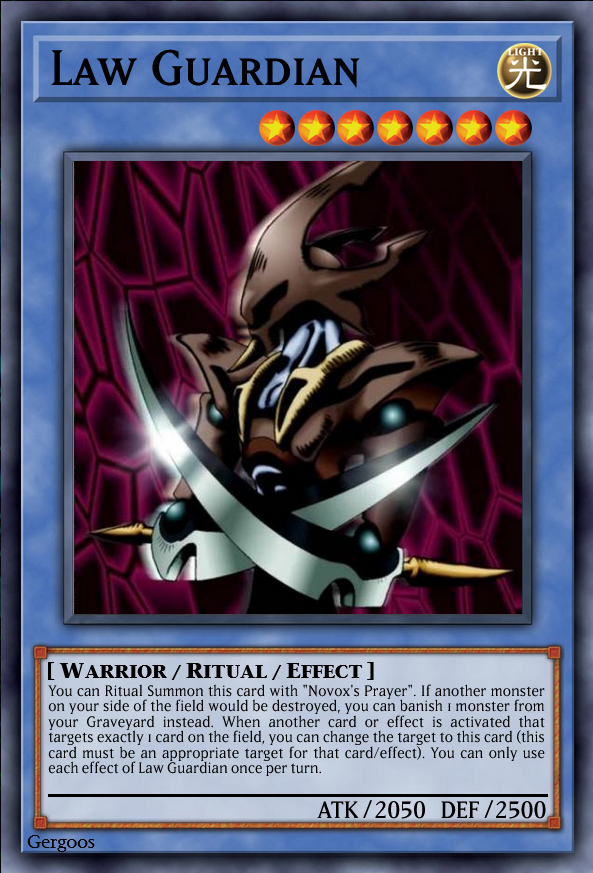 Law Guardian
LIGHT
光
[ Warrior / Ritual / Effect ]
You can Ritual Summon this card with "Novox's Prayer". If another monster
on your side of the field would be destroyed, you can banish 1 monster from
your Graveyard instead. When another card or effect is activated that
targets exactly 1 card on the field, you can change the target to this card (this
card must be an appropriate target for that card/effect). You can only use
each effect of Law Guardian once per turn.
ATK / 2050 DEF / 2500
Gergoos